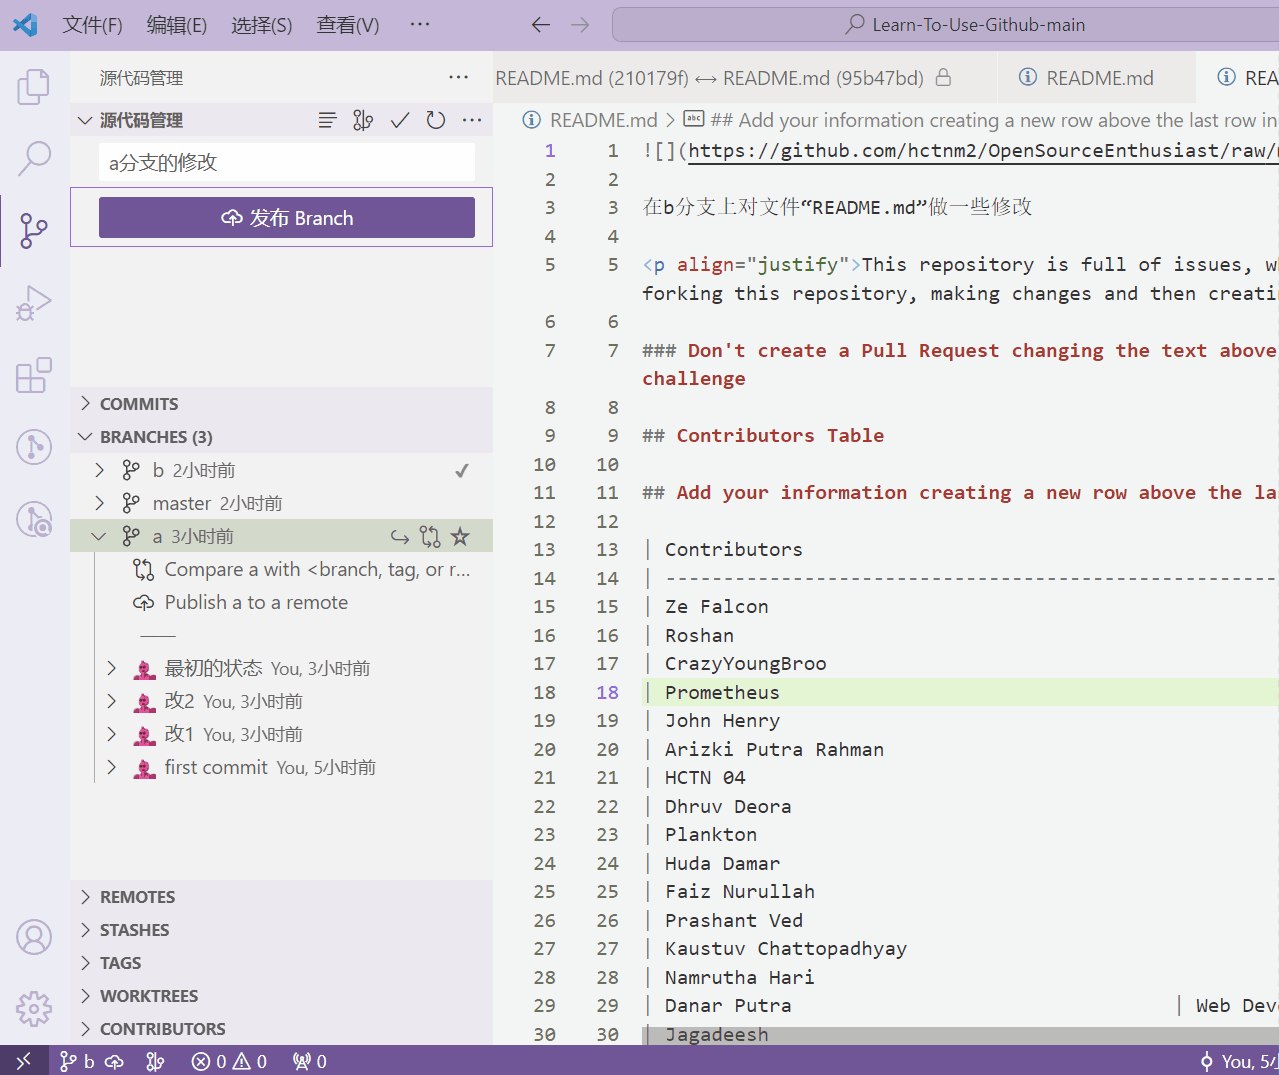 文件(F) 编辑(E) 选择(S) 查看(V) ··· ← → Learn-To-Use-Github-main
源代码管理 ···
README.md (210179f) ↔ README.md (95b47bd) README.md REA
源代码管理 ···
README.md > ## Add your information creating a new row above the last row in
a分支的修改
发布 Branch
COMMITS
BRANCHES (3)
b 2小时前 ✓
master 2小时前
a 3小时前
Compare a with <branch, tag, or r...
Publish a to a remote
——
最初的状态 You, 3小时前
改2 You, 3小时前
改1 You, 3小时前
first commit You, 5小时前
REMOTES
STASHES
TAGS
WORKTREES
CONTRIBUTORS
1 1 ![](https://github.com/hctnm2/OpenSourceEnthusiast/raw/
2 2
3 3 在b分支上对文件“README.md”做一些修改
4 4
5 5 <p align="justify">This repository is full of issues, w
forking this repository, making changes and then creati
6 6
7 7 ### Don't create a Pull Request changing the text above
challenge
8 8
9 9 ## Contributors Table
10 10
11 11 ## Add your information creating a new row above the la
12 12
13 13 | Contributors
14 14 | -----------------------------------------------------
15 15 | Ze Falcon
16 16 | Roshan
17 17 | CrazyYoungBroo
18 18 | Prometheus
19 19 | John Henry
20 20 | Arizki Putra Rahman
21 21 | HCTN 04
22 22 | Dhruv Deora
23 23 | Plankton
24 24 | Huda Damar
25 25 | Faiz Nurullah
26 26 | Prashant Ved
27 27 | Kaustuv Chattopadhyay
28 28 | Namrutha Hari
29 29 | Danar Putra | Web Dev
30 30 | Jagadeesh
b 0 0 0 You, 5小